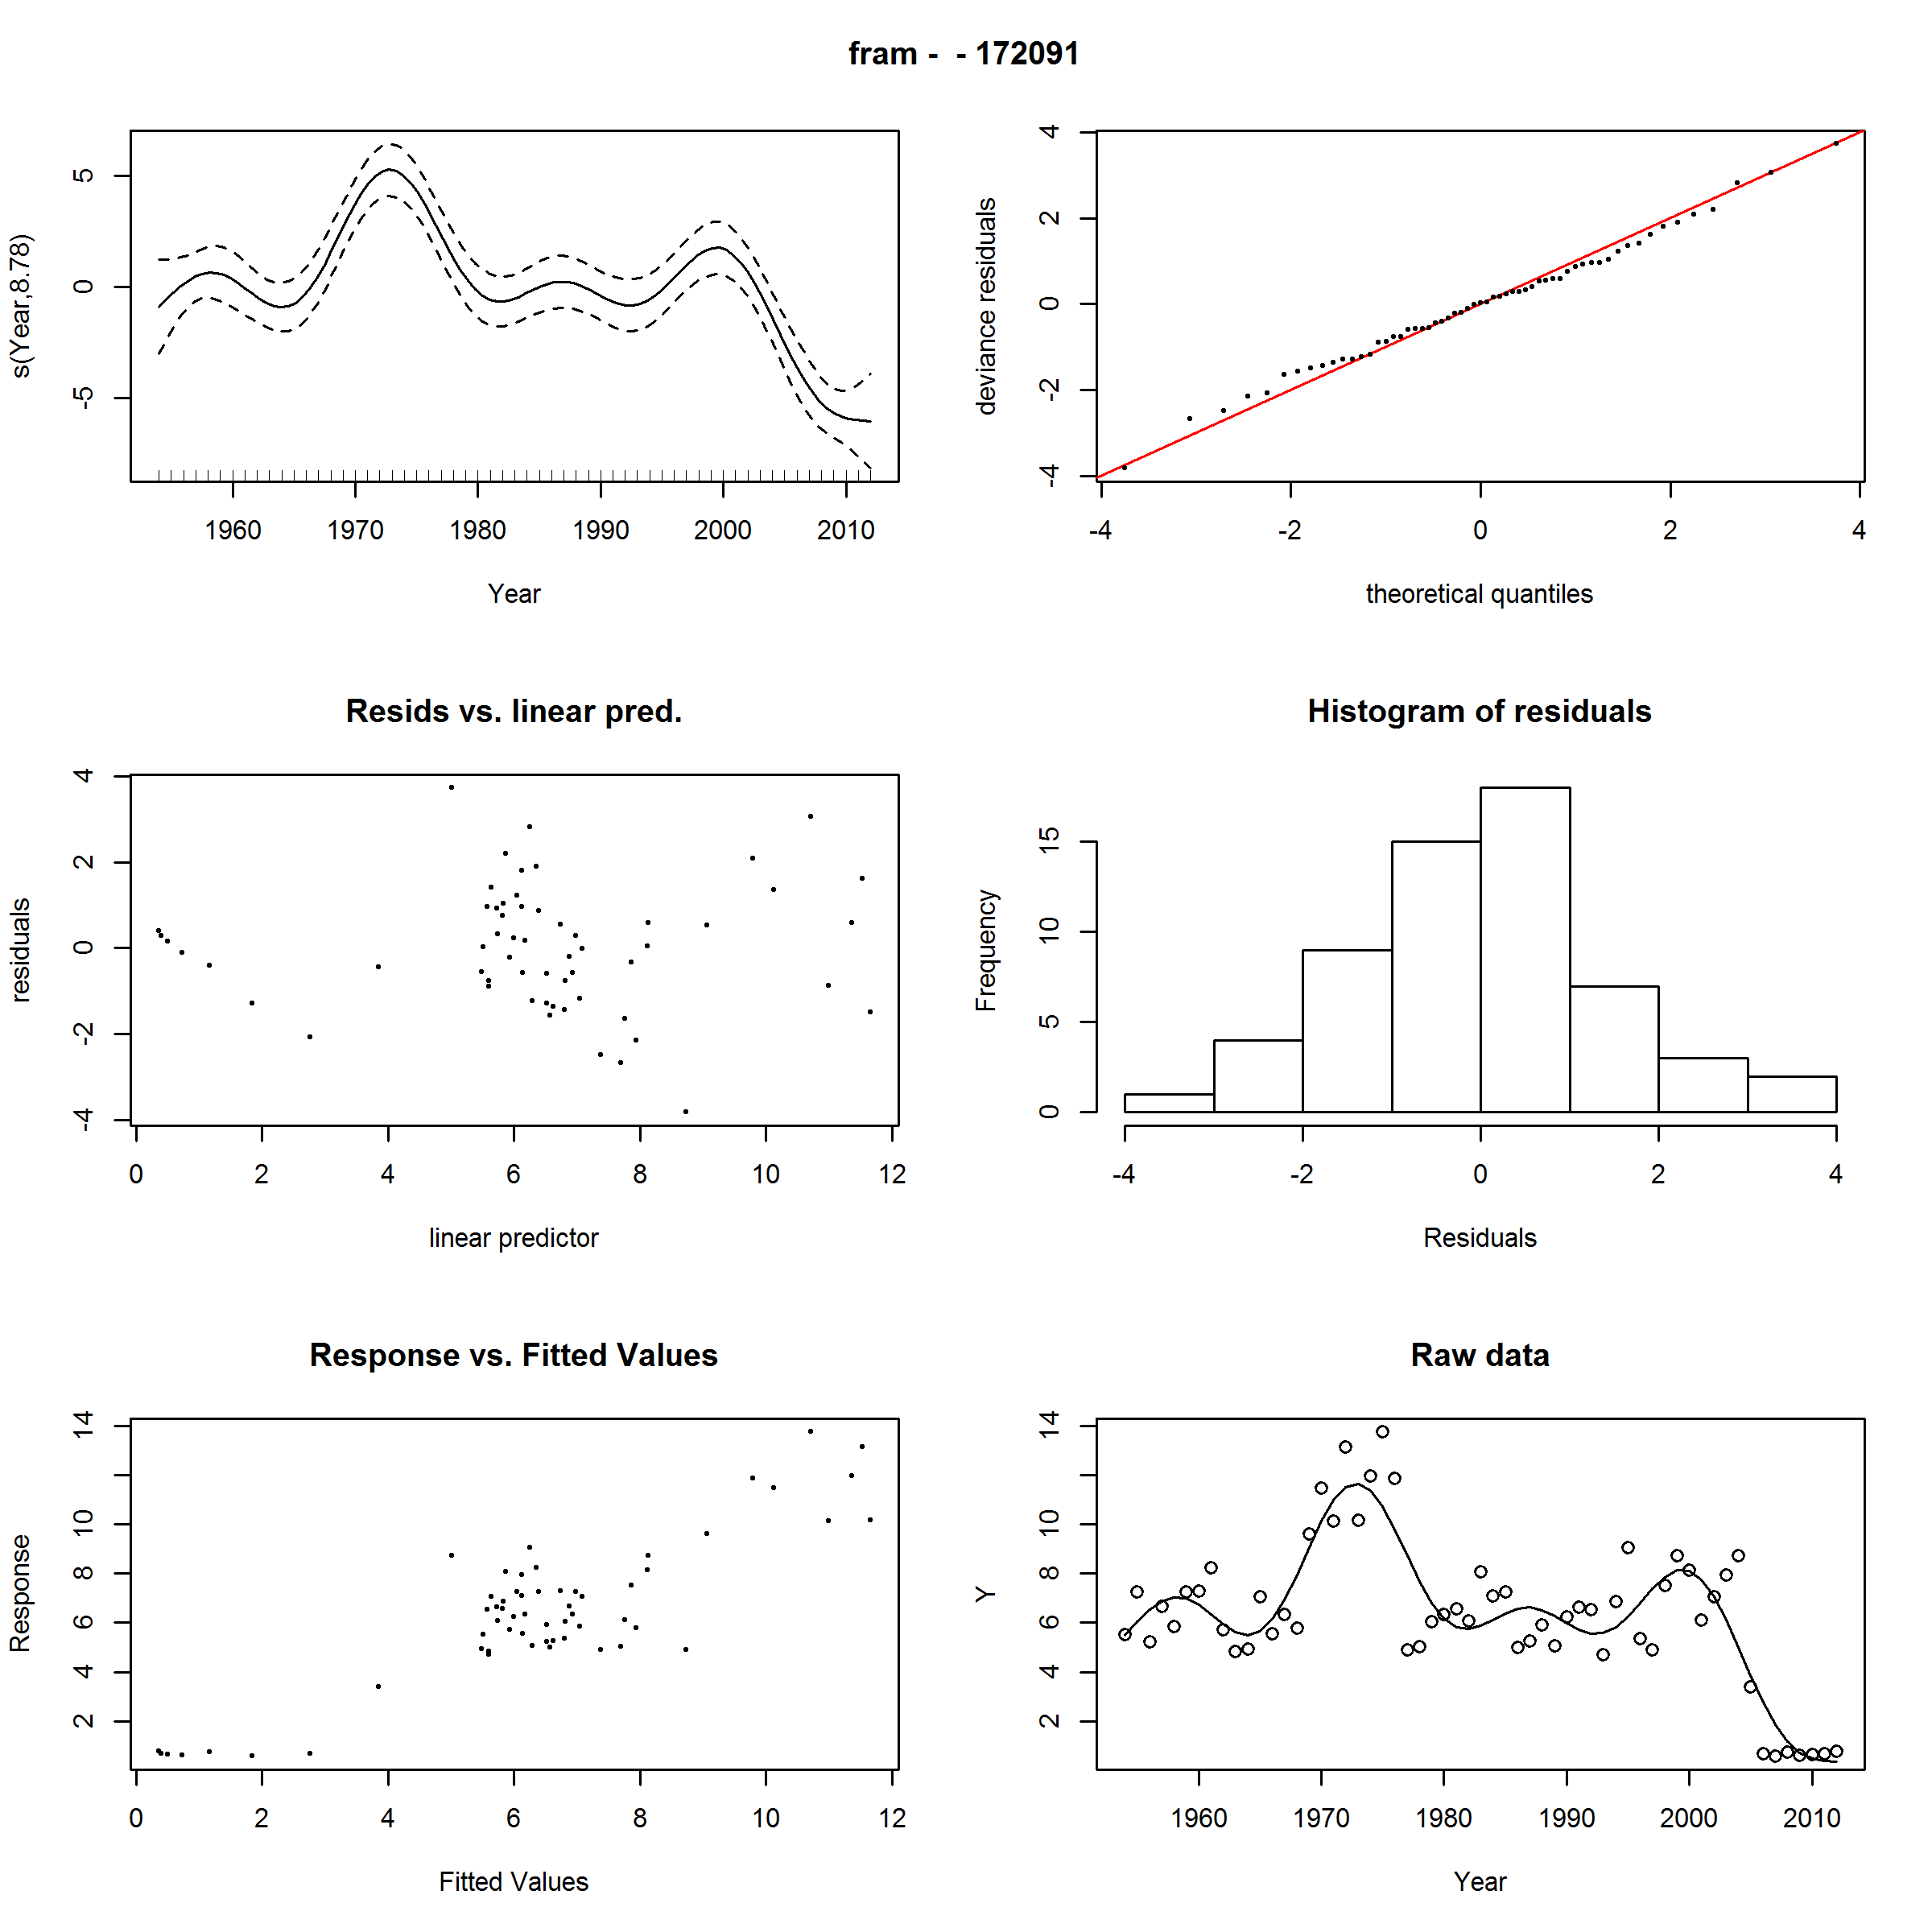 fram -  - 172091
s(Year,8.78)
5
0
-5
1960 1970 1980 1990 2000 2010
Year
deviance residuals
4
2
0
-2
-4
-4 -2 0 2 4
theoretical quantiles
Resids vs. linear pred.
residuals
4
2
0
-2
-4
0 2 4 6 8 10 12
linear predictor
Histogram of residuals
Frequency
15
10
5
0
-4 -2 0 2 4
Residuals
Response vs. Fitted Values
Response
14
10
8
6
4
2
0 2 4 6 8 10 12
Fitted Values
Raw data
Y
14
10
8
6
4
2
1960 1970 1980 1990 2000 2010
Year